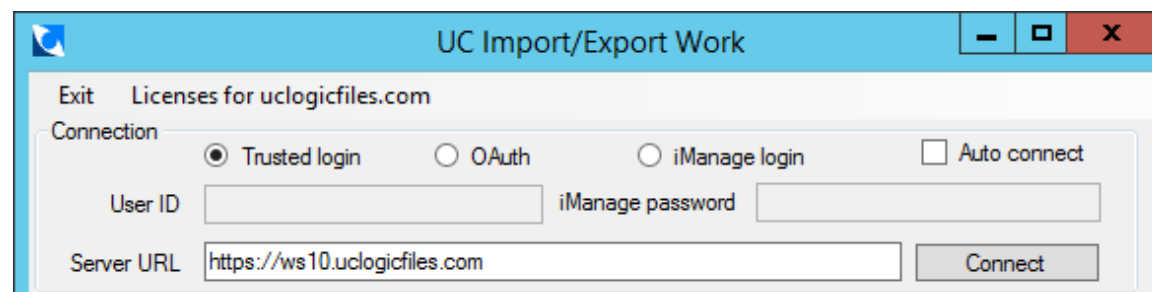 UC Import/Export Work
Exit Licenses for uclogicfiles.com
Connection
Trusted login OAuth iManage login Auto connect
User ID iManage password
Server URL https://ws10.uclogicfiles.com Connect